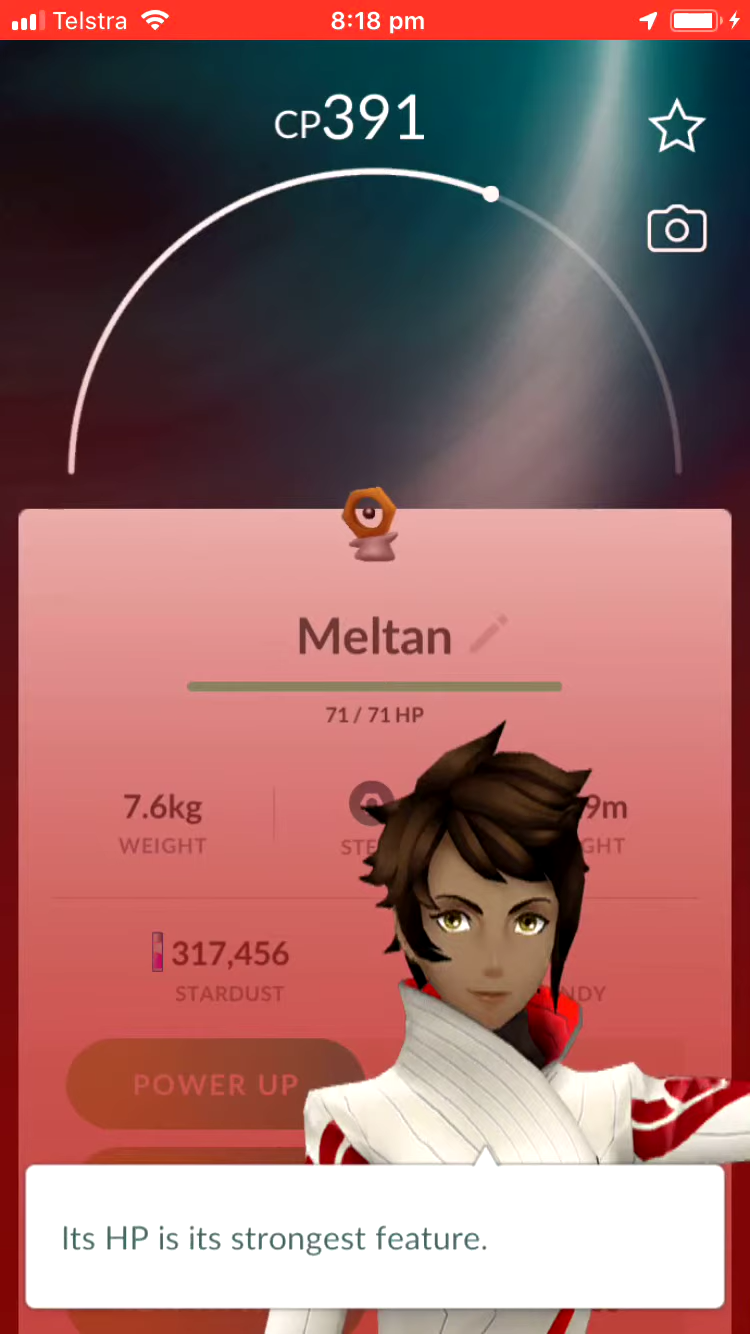 Telstra 8:18 pm
CP391
Meltan
71 / 71 HP
7.6kg
WEIGHT
317,456
STARDUST
POWER UP
Its HP is its strongest feature.